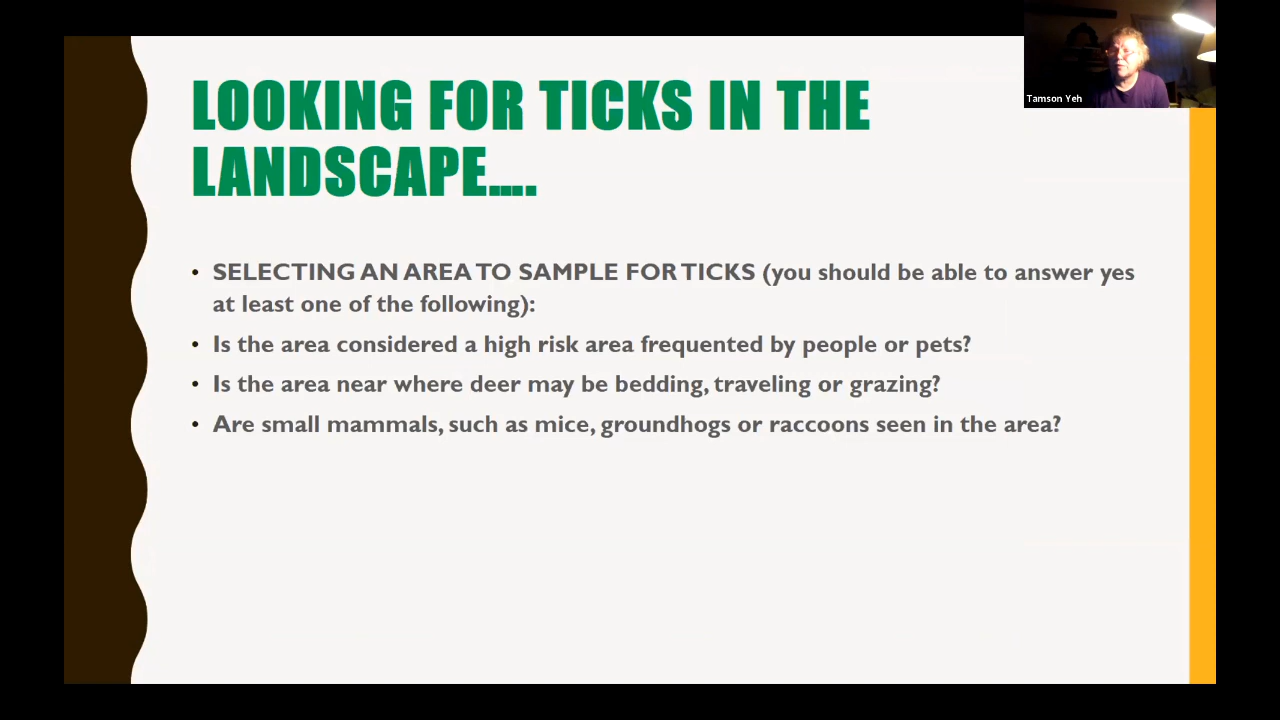 LOOKING FOR TICKS IN THE
LANDSCAPE....
Tamson Yeh
• SELECTING AN AREA TO SAMPLE FOR TICKS (you should be able to answer yes
at least one of the following):
• Is the area considered a high risk area frequented by people or pets?
• Is the area near where deer may be bedding, traveling or grazing?
• Are small mammals, such as mice, groundhogs or raccoons seen in the area?